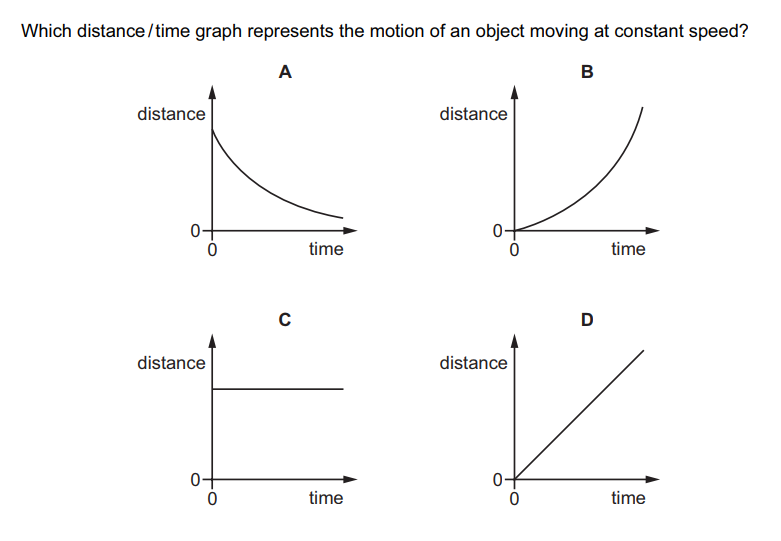 Which distance/time graph represents the motion of an object moving at constant speed?
A
distance
0
0
time
B
distance
0
0
time
C
distance
0
0
time
D
distance
0
0
time